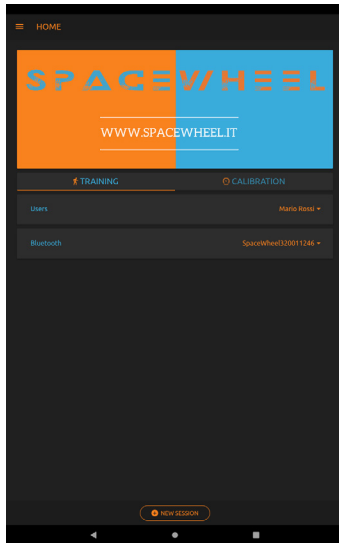 HOME
SPACEWHEEL
WWW.SPACEWHEEL.IT
TRAINING CALIBRATION
Users Mario Rossi
Bluetooth SpaceWheel320011246
NEW SESSION